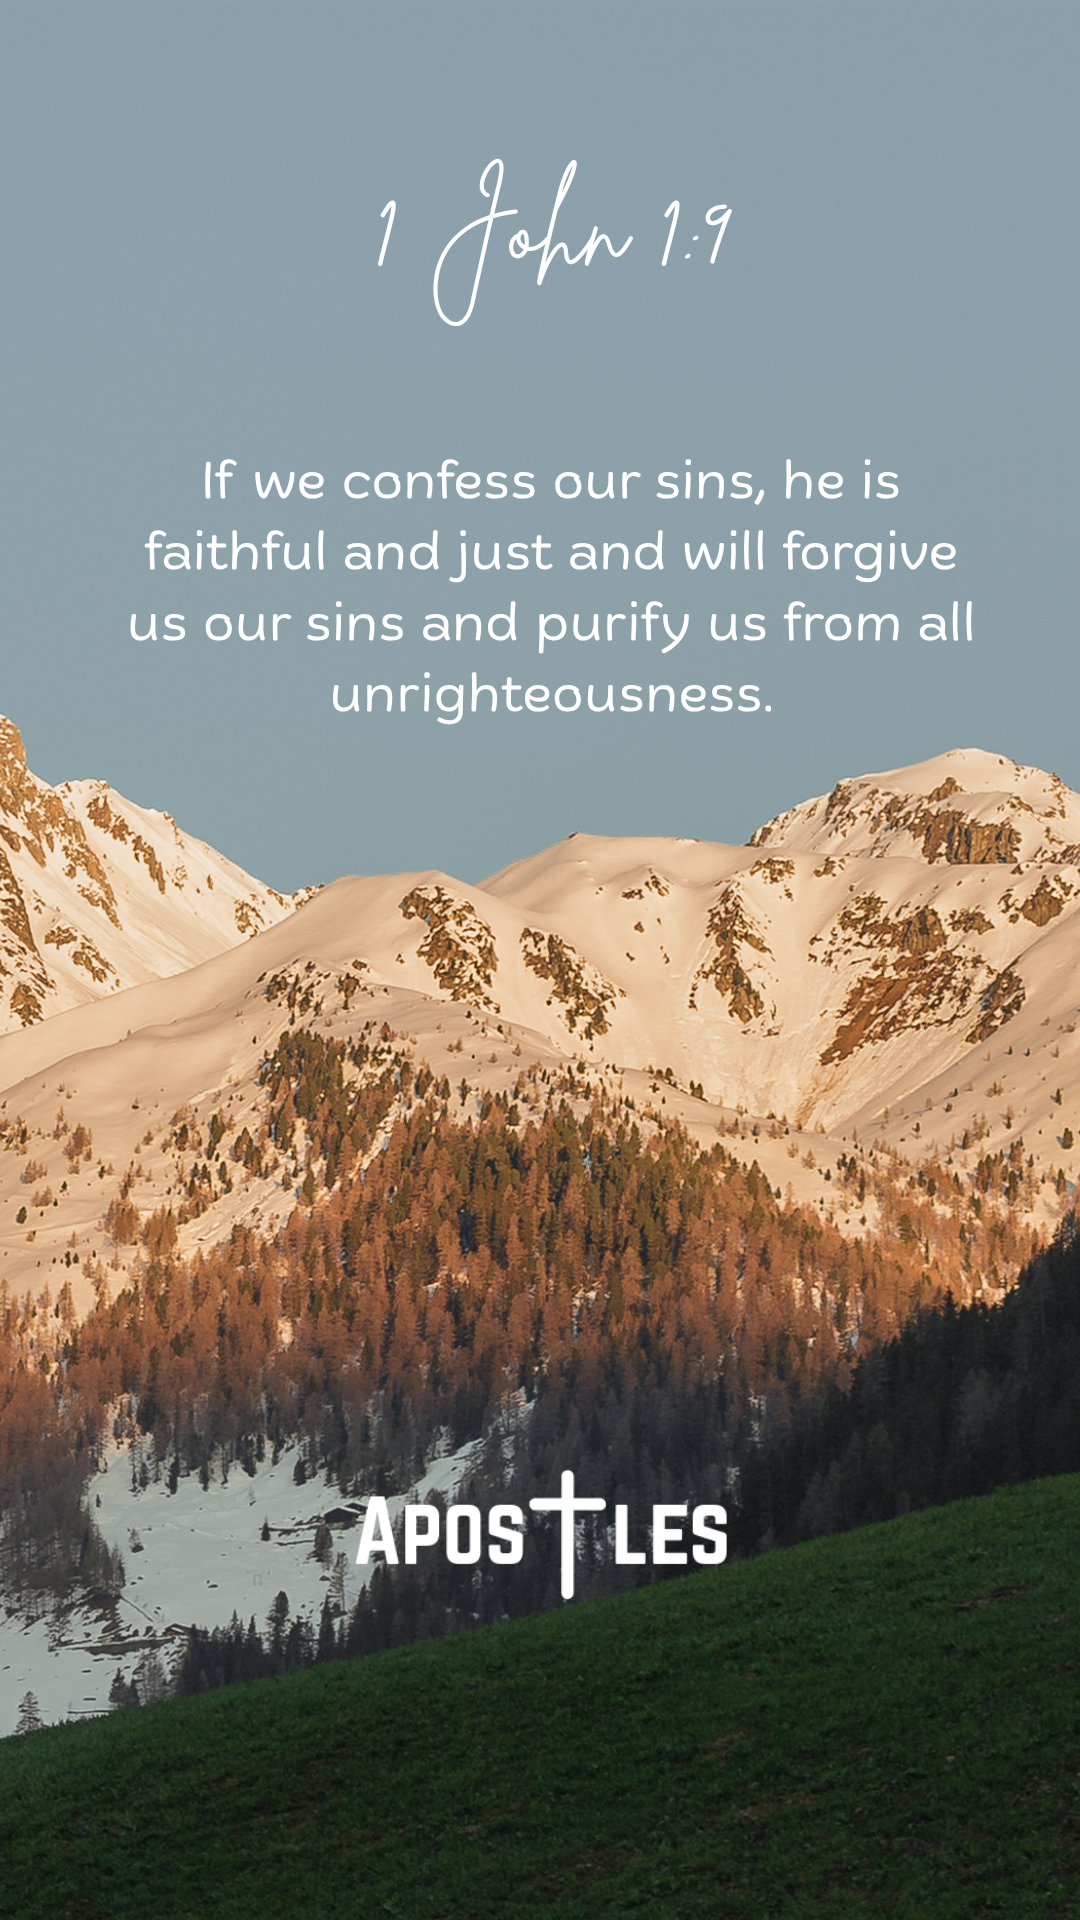 1 John 1:9
If we confess our sins, he is
faithful and just and will forgive
us our sins and purify us from all
unrighteousness.
APOSTLES